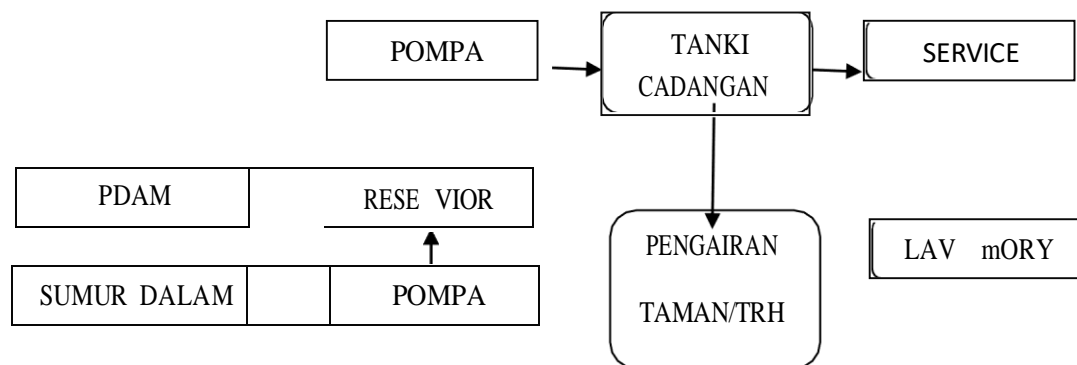 POMPA
TANKI
CADANGAN
SERVICE
PDAM
RESE VIOR
PENGAIRAN
TAMAN/TRH
LAV mORY
SUMUR DALAM
POMPA